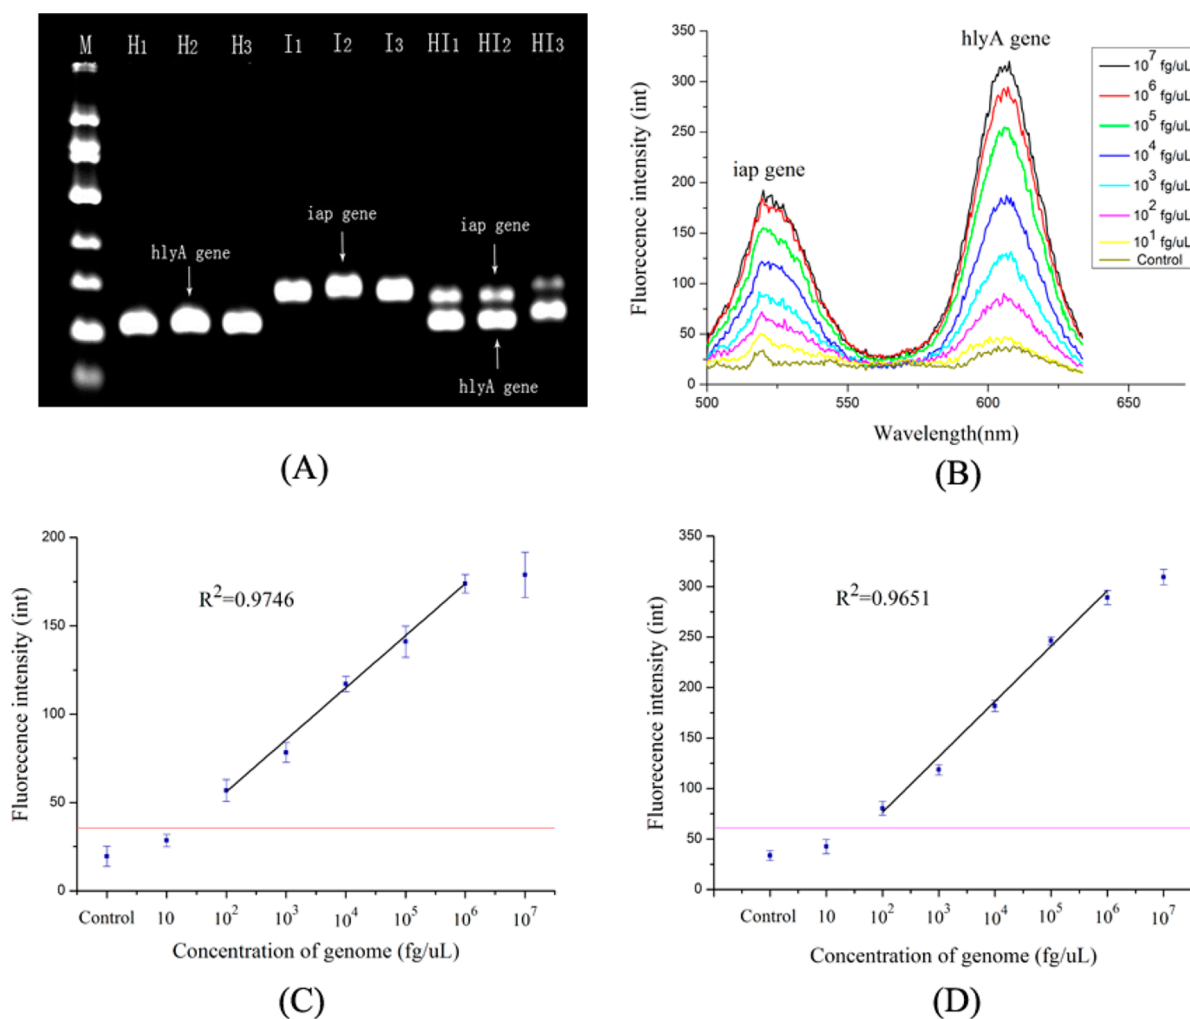 M H1 H2 H3 I1 I2 I3 HI1 HI2 HI3
iap gene
iap gene
hlyA gene
hlyA gene
(A)
hlyA gene
iap gene
10^7 fg/uL
10^6 fg/uL
10^5 fg/uL
10^4 fg/uL
10^3 fg/uL
10^2 fg/uL
10^1 fg/uL
Control
Fluorecence intensity (int)
350
300
250
200
150
100
50
0
500 550 600 650
Wavelength(nm)
(B)
200
150
100
50
0
Fluorecence intensity (int)
R^2=0.9746
Control 10 10^2 10^3 10^4 10^5 10^6 10^7
Concentration of genome (fg/uL)
(C)
350
300
250
200
150
100
50
0
Fluorecence intensity (int)
R^2=0.9651
Control 10 10^2 10^3 10^4 10^5 10^6 10^7
Concentration of genome (fg/uL)
(D)